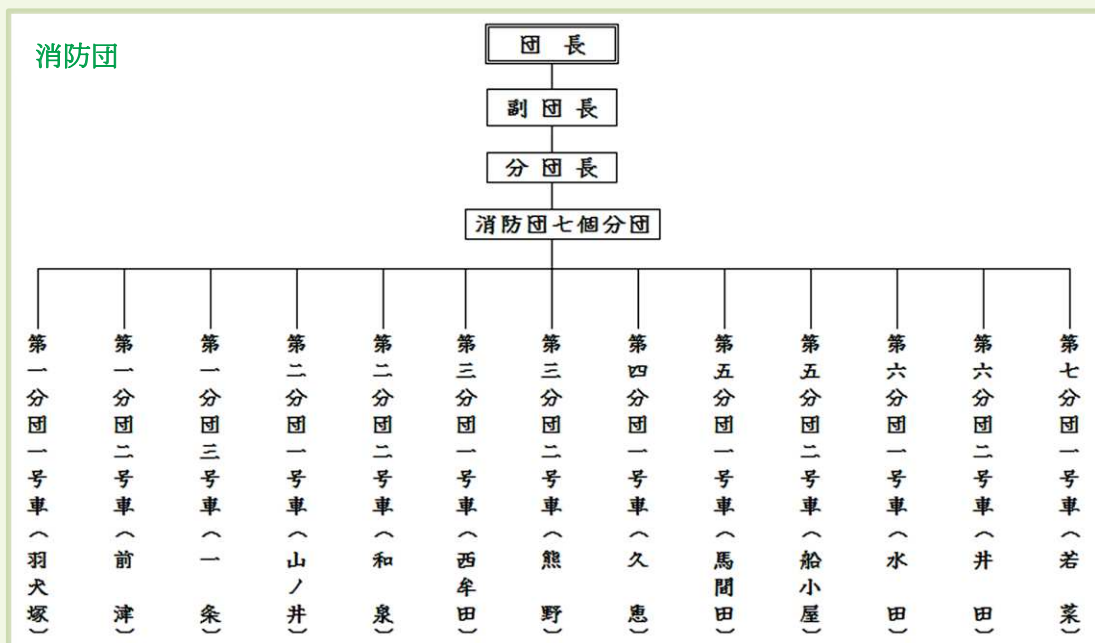 消防団
団長
副団長
分団長
消防団七個分団
第一分団一号車（羽犬塚）
第一分団二号車（前津）
第一分団三号車（一条）
第二分団一号車（山ノ井）
第二分団二号車（和泉）
第三分団一号車（西牟田）
第三分団二号車（熊野）
第四分団一号車（久恵）
第五分団一号車（馬間田）
第五分団二号車（船小屋）
第六分団一号車（水田）
第六分団二号車（井田）
第七分団一号車（若菜）